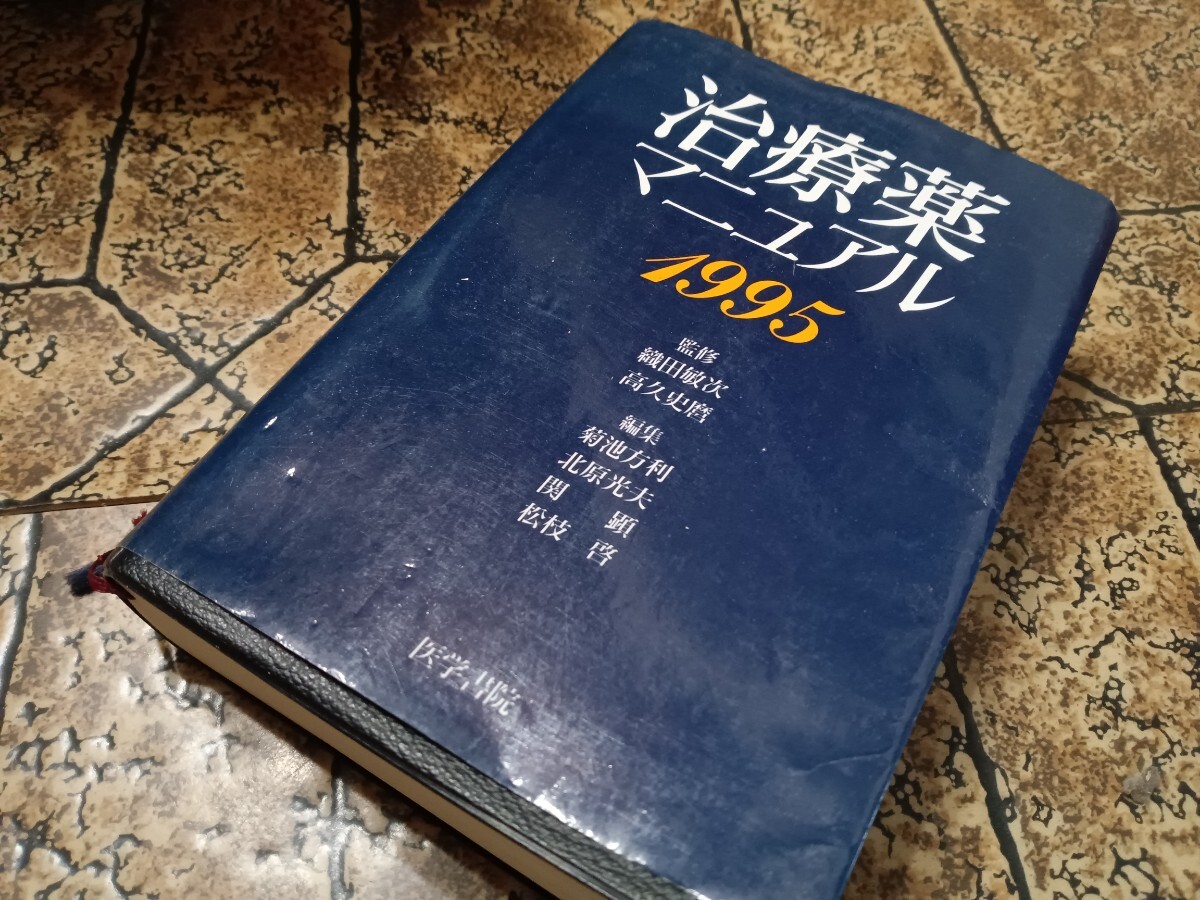 治療薬
マニュアル
1995
監修
織田敏次
高久史麿
編集
菊池方利
北原光夫
関 顕
松枝 啓
医学書院